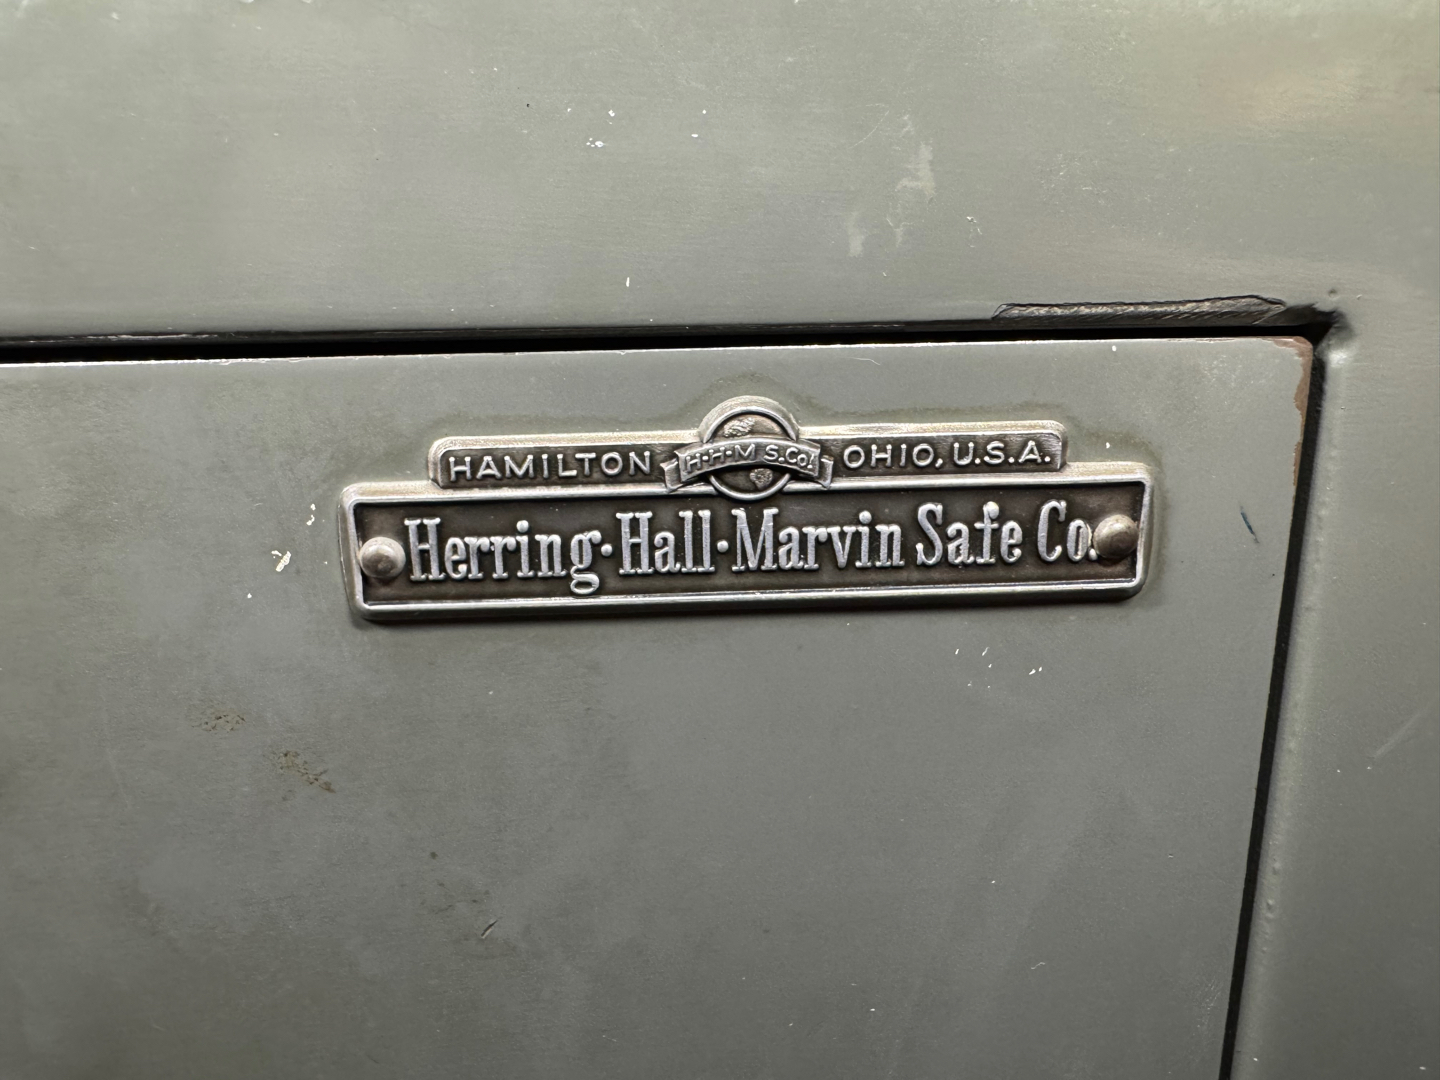 HAMILTON H·H·M S.Co. OHIO, U.S.A.
Herring·Hall·Marvin Safe Co.